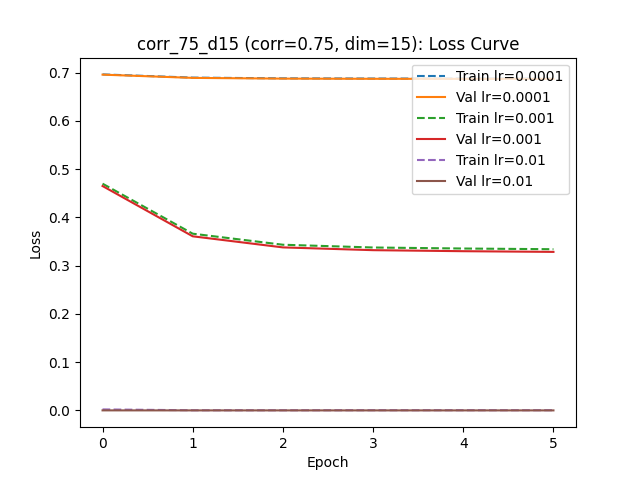 corr_75_d15 (corr=0.75, dim=15): Loss Curve
0.7
0.6
0.5
0.4
0.3
0.2
0.1
0.0
Loss
Train lr=0.0001
Val lr=0.0001
Train lr=0.001
Val lr=0.001
Train lr=0.01
Val lr=0.01
0 1 2 3 4 5
Epoch